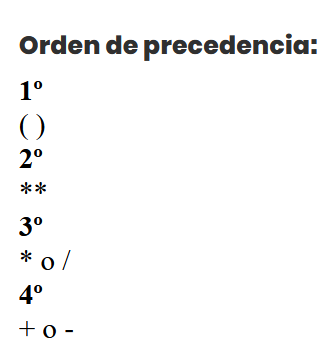 Orden de precedencia:
1º
( )
2º
**
3º
* o /
4º
+ o -